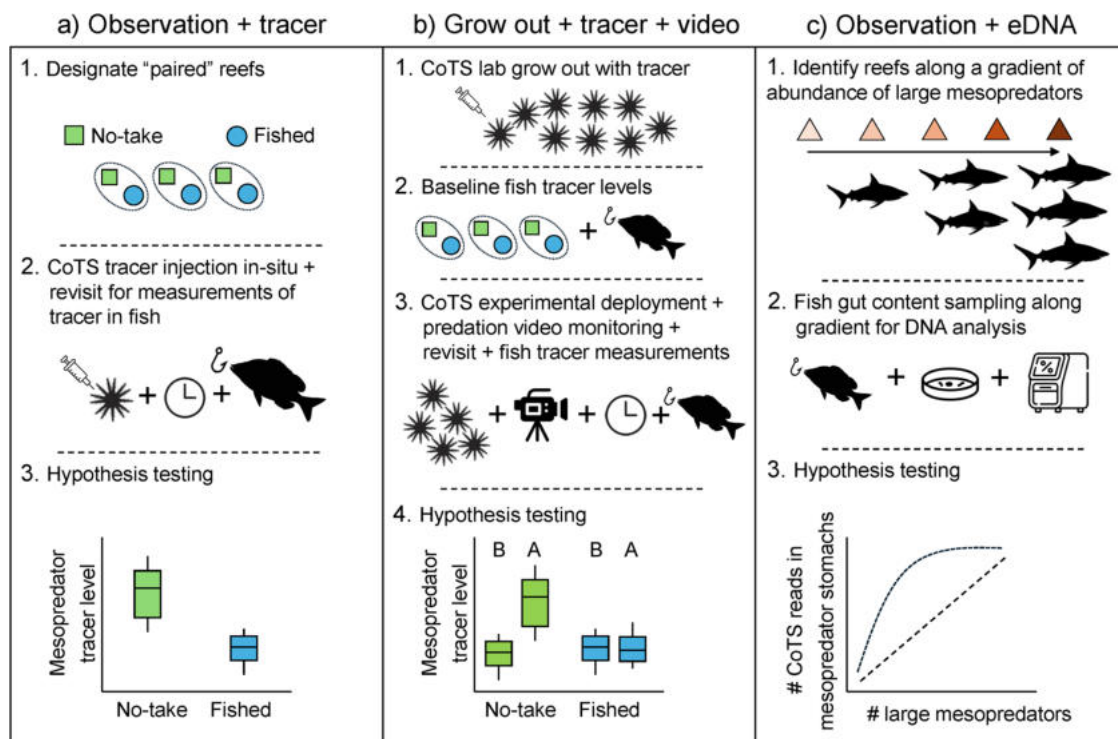 a) Observation + tracer
1. Designate “paired” reefs
No-take
Fished
2. CoTS tracer injection in-situ +
revisit for measurements of
tracer in fish
+
+
3. Hypothesis testing
Mesopredator
tracer level
No-take
Fished
b) Grow out + tracer + video
1. CoTS lab grow out with tracer
2. Baseline fish tracer levels
+
3. CoTS experimental deployment +
predation video monitoring +
revisit + fish tracer measurements
+
+
+
4. Hypothesis testing
B A B A
Mesopredator
tracer level
No-take
Fished
c) Observation + eDNA
1. Identify reefs along a gradient of
abundance of large mesopredators
2. Fish gut content sampling along
gradient for DNA analysis
+
+
%
3. Hypothesis testing
# CoTS reads in
mesopredator stomachs
# large mesopredators